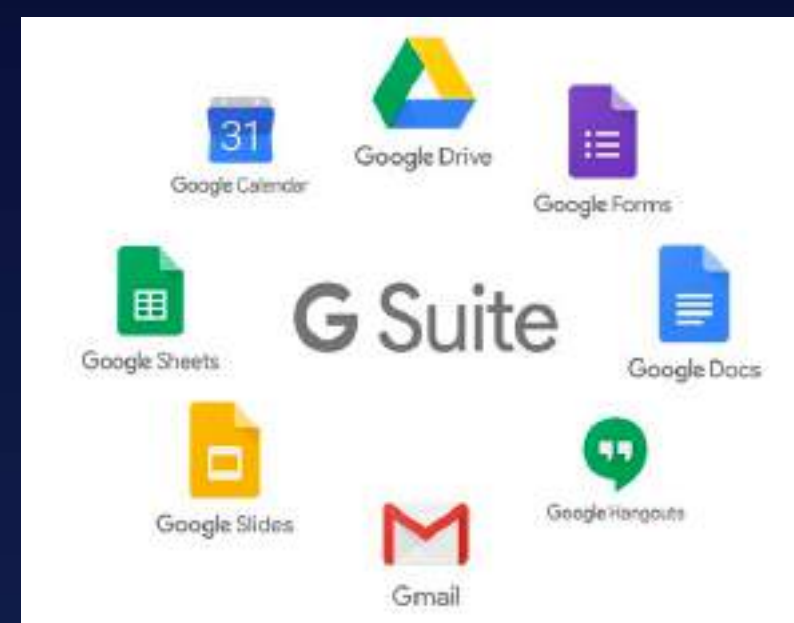 Google Drive
31
Google Calendar
Google Forms
G Suite
Google Sheets
Google Docs
Google Slides
Google Hangouts
Gmail